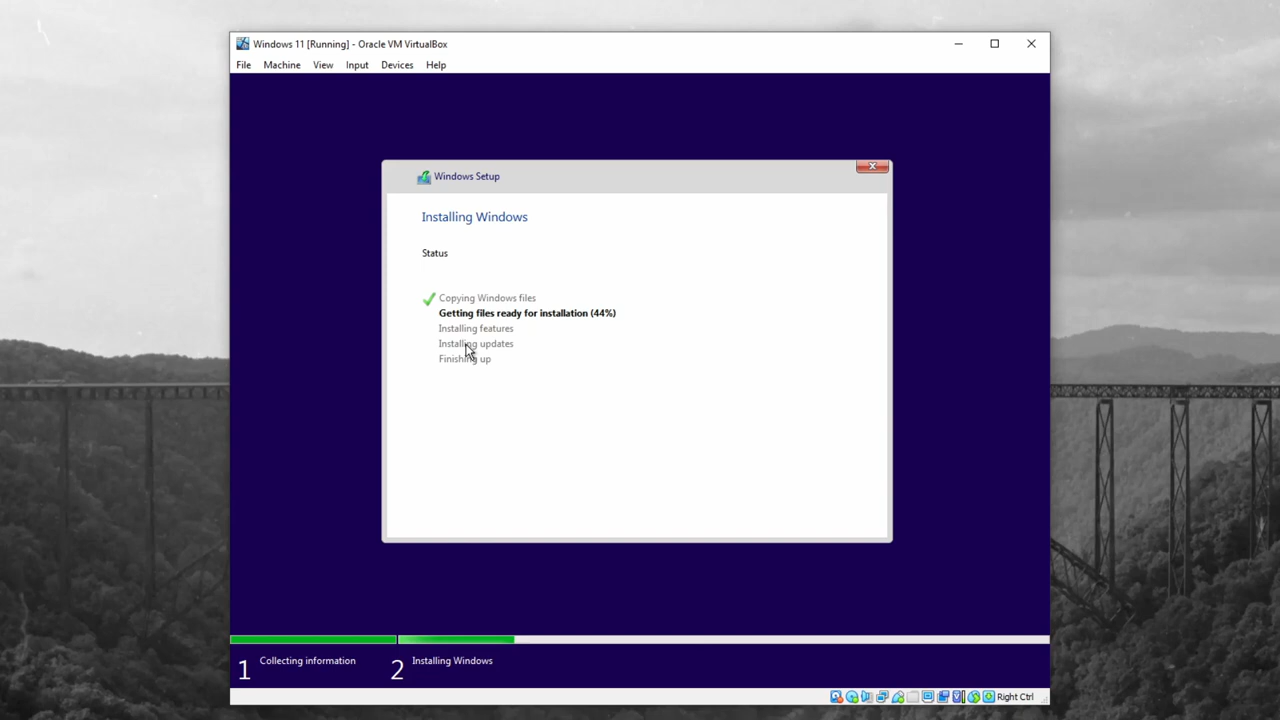 Windows 11 [Running] - Oracle VM VirtualBox
File Machine View Input Devices Help
Windows Setup
Installing Windows
Status
Copying Windows files
Getting files ready for installation (44%)
Installing features
Installing updates
Finishing up
1 Collecting information 2 Installing Windows
Right Ctrl